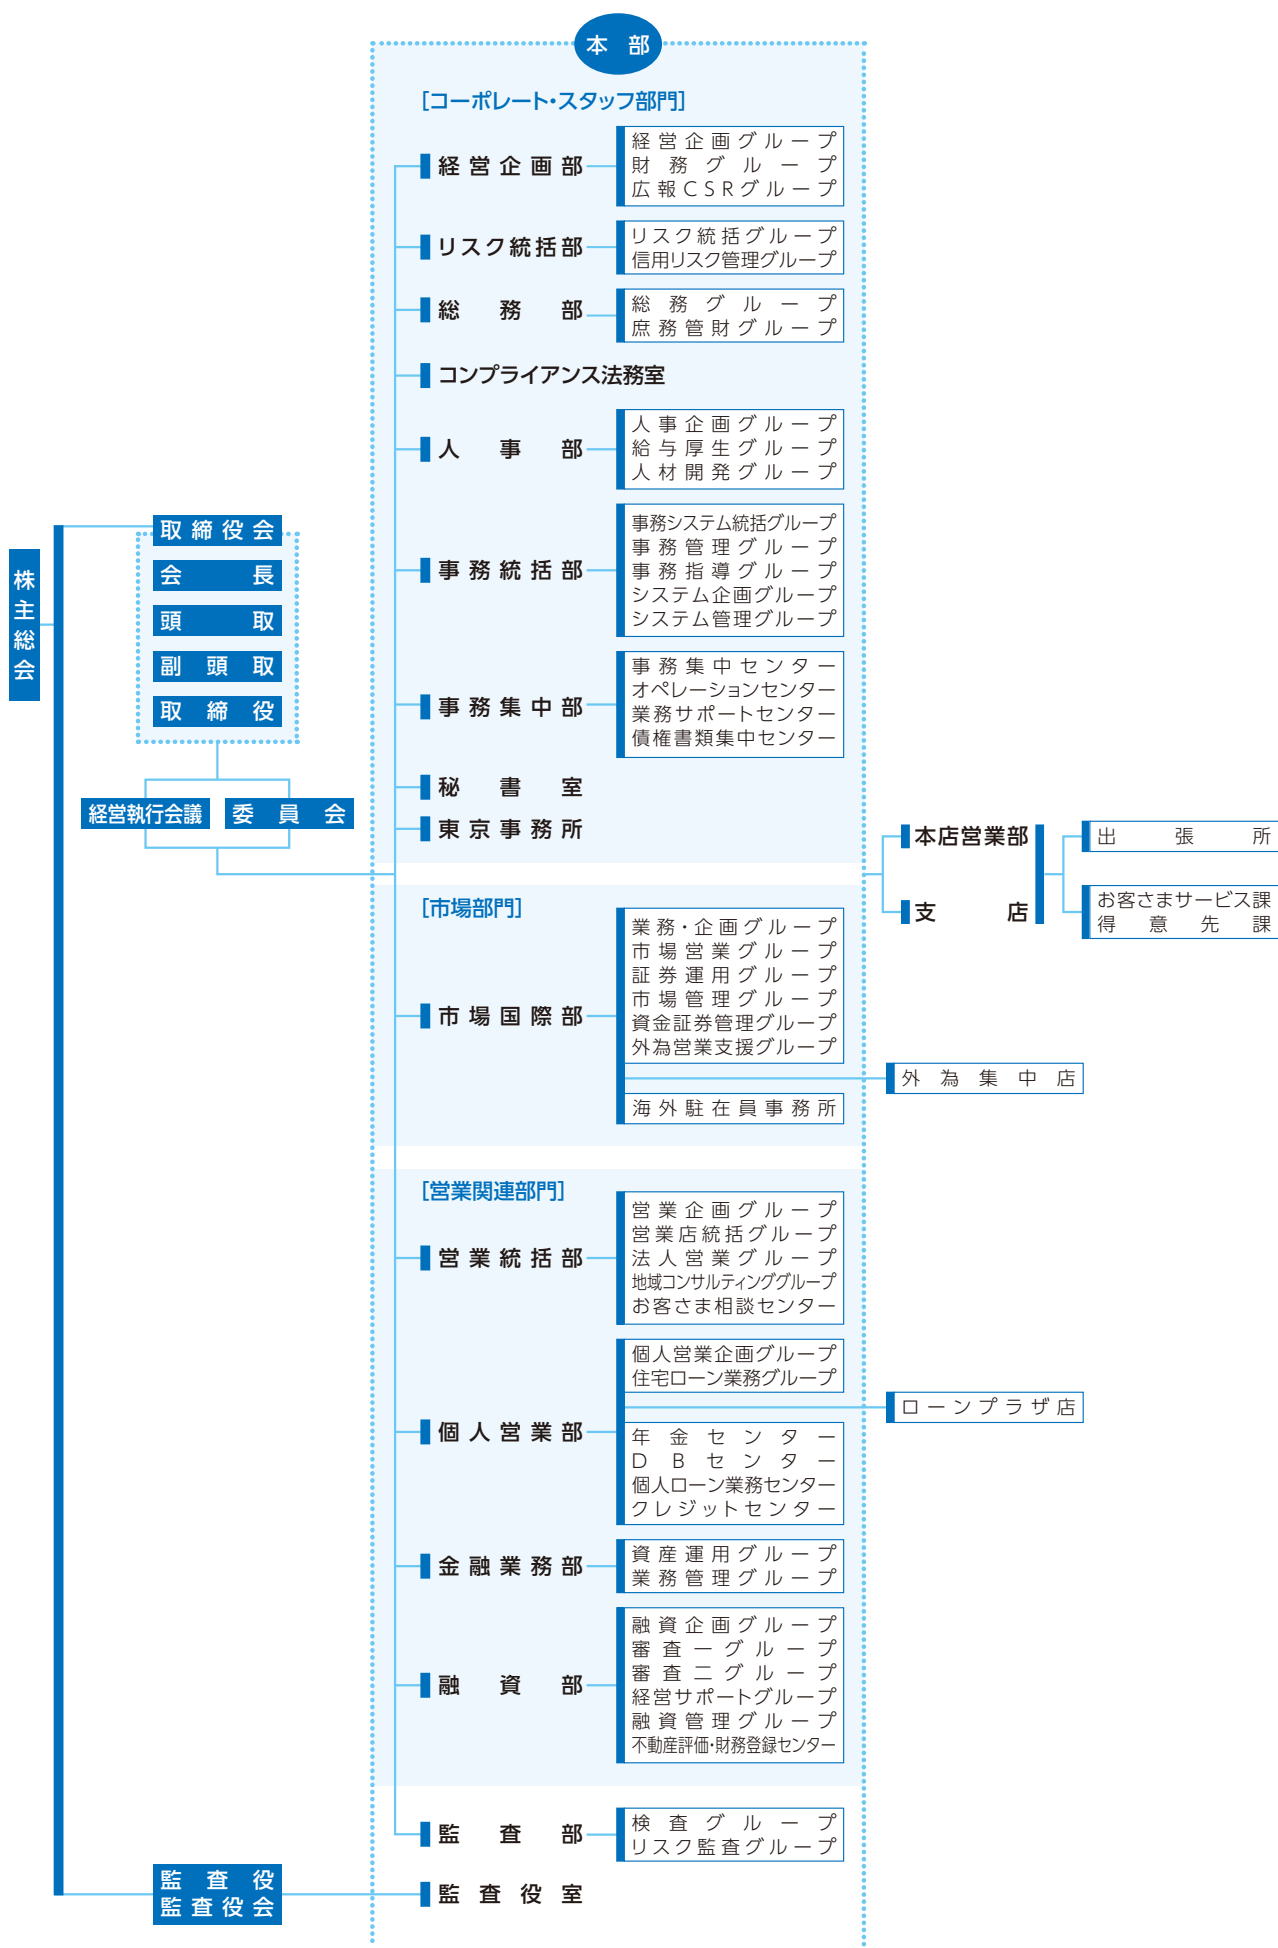 本部
[コーポレート・スタッフ部門]
経営企画部
経営企画グループ
財務グループ
広報CSRグループ
リスク統括部
リスク統括グループ
信用リスク管理グループ
総務部
総務グループ
庶務管財グループ
コンプライアンス法務室
人事部
人事企画グループ
給与厚生グループ
人材開発グループ
事務統括部
事務システム統括グループ
事務管理グループ
事務指導グループ
システム企画グループ
システム管理グループ
事務集中部
事務集中センター
オペレーションセンター
業務サポートセンター
債権書類集中センター
秘書室
東京事務所
株主総会
取締役会
会長
頭取
副頭取
取締役
経営執行会議
委員会
本店営業部
支店
出張所
お客さまサービス課
得意先課
[市場部門]
市場国際部
業務・企画グループ
市場営業グループ
証券運用グループ
市場管理グループ
資金証券管理グループ
外為営業支援グループ
外為集中店
海外駐在員事務所
[営業関連部門]
営業統括部
営業企画グループ
営業店統括グループ
法人営業グループ
地域コンサルティンググループ
お客さま相談センター
個人営業部
個人営業企画グループ
住宅ローン業務グループ
ローンプラザ店
年金センター
DBセンター
個人ローン業務センター
クレジットセンター
金融業務部
資産運用グループ
業務管理グループ
融資部
融資企画グループ
審査一グループ
審査二グループ
経営サポートグループ
融資管理グループ
不動産評価・財務登録センター
監査部
検査グループ
リスク監査グループ
監査役
監査役会
監査役室